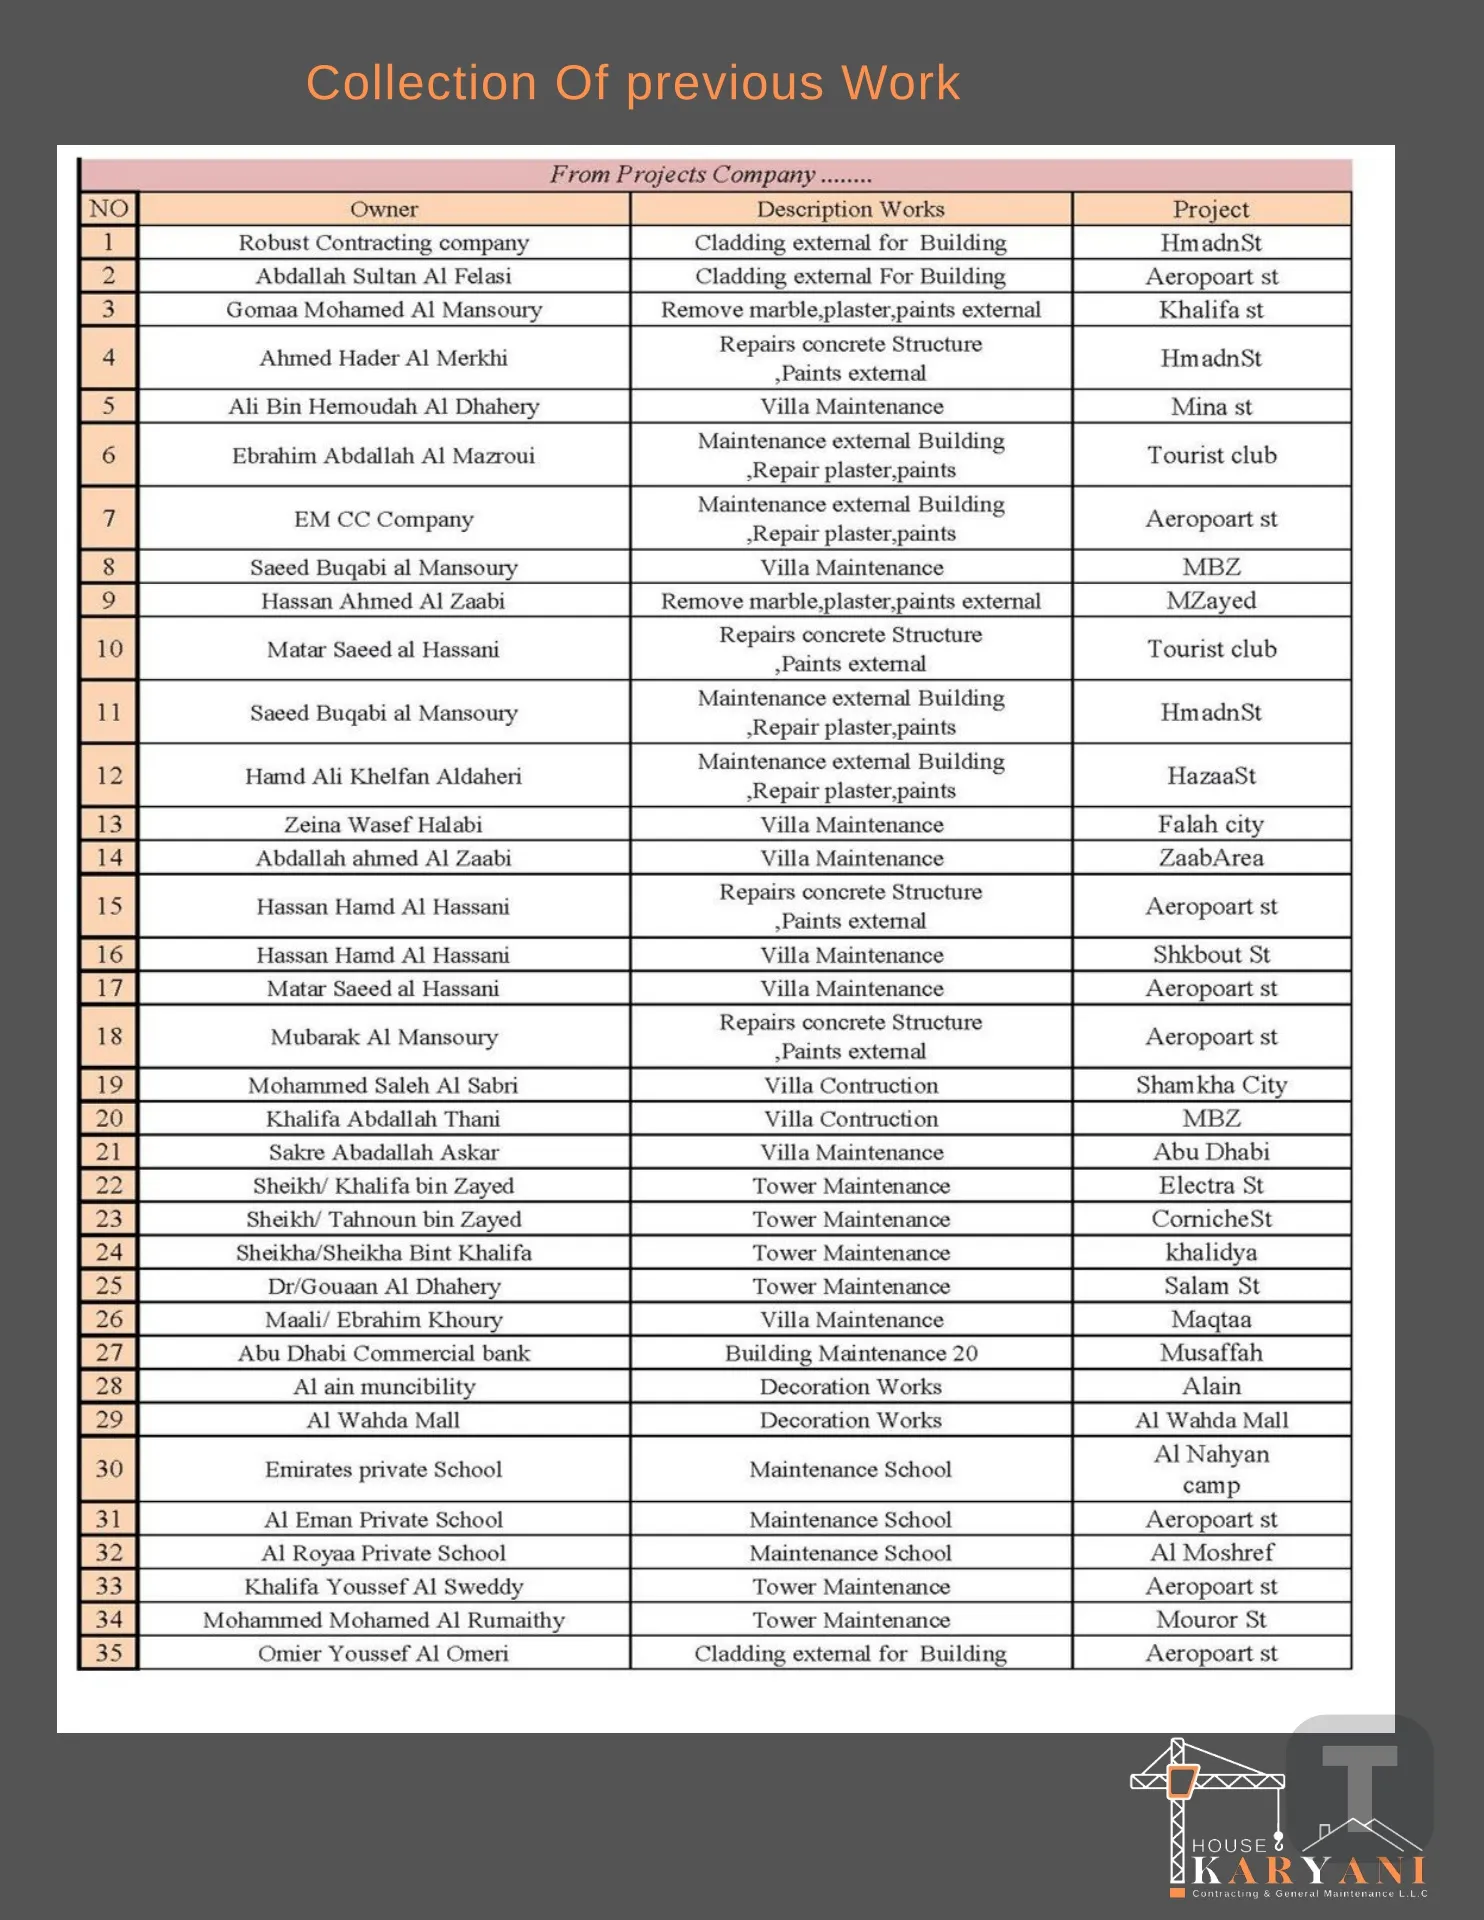 Collection Of previous Work
From Projects Company ........
NO Owner Description Works Project
1 Robust Contracting company Cladding external for Building HmadnSt
2 Abdallah Sultan Al Felasi Cladding external For Building Aeropoart st
3 Gomaa Mohamed Al Mansoury Remove marble,plaster,paints external Khalifa st
4 Ahmed Hader Al Merkhi Repairs concrete Structure
,Paints external HmadnSt
5 Ali Bin Hemoudah Al Dhahery Villa Maintenance Mina st
6 Ebrahim Abdallah Al Mazroui Maintenance external Building
,Repair plaster,paints Tourist club
7 EM CC Company Maintenance external Building
,Repair plaster,paints Aeropoart st
8 Saeed Buqabi al Mansoury Villa Maintenance MBZ
9 Hassan Ahmed Al Zaabi Remove marble,plaster,paints external MZayed
10 Matar Saeed al Hassani Repairs concrete Structure
,Paints external Tourist club
11 Saeed Buqabi al Mansoury Maintenance external Building
,Repair plaster,paints HmadnSt
12 Hamd Ali Khelfan Aldaheri Maintenance external Building
,Repair plaster,paints HazaaSt
13 Zeina Wasef Halabi Villa Maintenance Falah city
14 Abdallah ahmed Al Zaabi Villa Maintenance ZaabArea
15 Hassan Hamd Al Hassani Repairs concrete Structure
,Paints external Aeropoart st
16 Hassan Hamd Al Hassani Villa Maintenance Shkbout St
17 Matar Saeed al Hassani Villa Maintenance Aeropoart st
18 Mubarak Al Mansoury Repairs concrete Structure
,Paints external Aeropoart st
19 Mohammed Saleh Al Sabri Villa Contruction Shamkha City
20 Khalifa Abdallah Thani Villa Contruction MBZ
21 Sakre Abadallah Askar Villa Maintenance Abu Dhabi
22 Sheikh/ Khalifa bin Zayed Tower Maintenance Electra St
23 Sheikh/ Tahnoun bin Zayed Tower Maintenance CornicheSt
24 Sheikha/Sheikha Bint Khalifa Tower Maintenance khalidya
25 Dr/Gouaan Al Dhahery Tower Maintenance Salam St
26 Maali/ Ebrahim Khoury Villa Maintenance Maqtaa
27 Abu Dhabi Commercial bank Building Maintenance 20 Musaffah
28 Al ain muncibility Decoration Works Alain
29 Al Wahda Mall Decoration Works Al Wahda Mall
30 Emirates private School Maintenance School Al Nahyan
camp
31 Al Eman Private School Maintenance School Aeropoart st
32 Al Royaa Private School Maintenance School Al Moshref
33 Khalifa Youssef Al Sweddy Tower Maintenance Aeropoart st
34 Mohammed Mohamed Al Rumaithy Tower Maintenance Mouror St
35 Omier Youssef Al Omeri Cladding external for Building Aeropoart st
T
HOUSE
KARYANI
Contracting & General Maintenance L.L.C